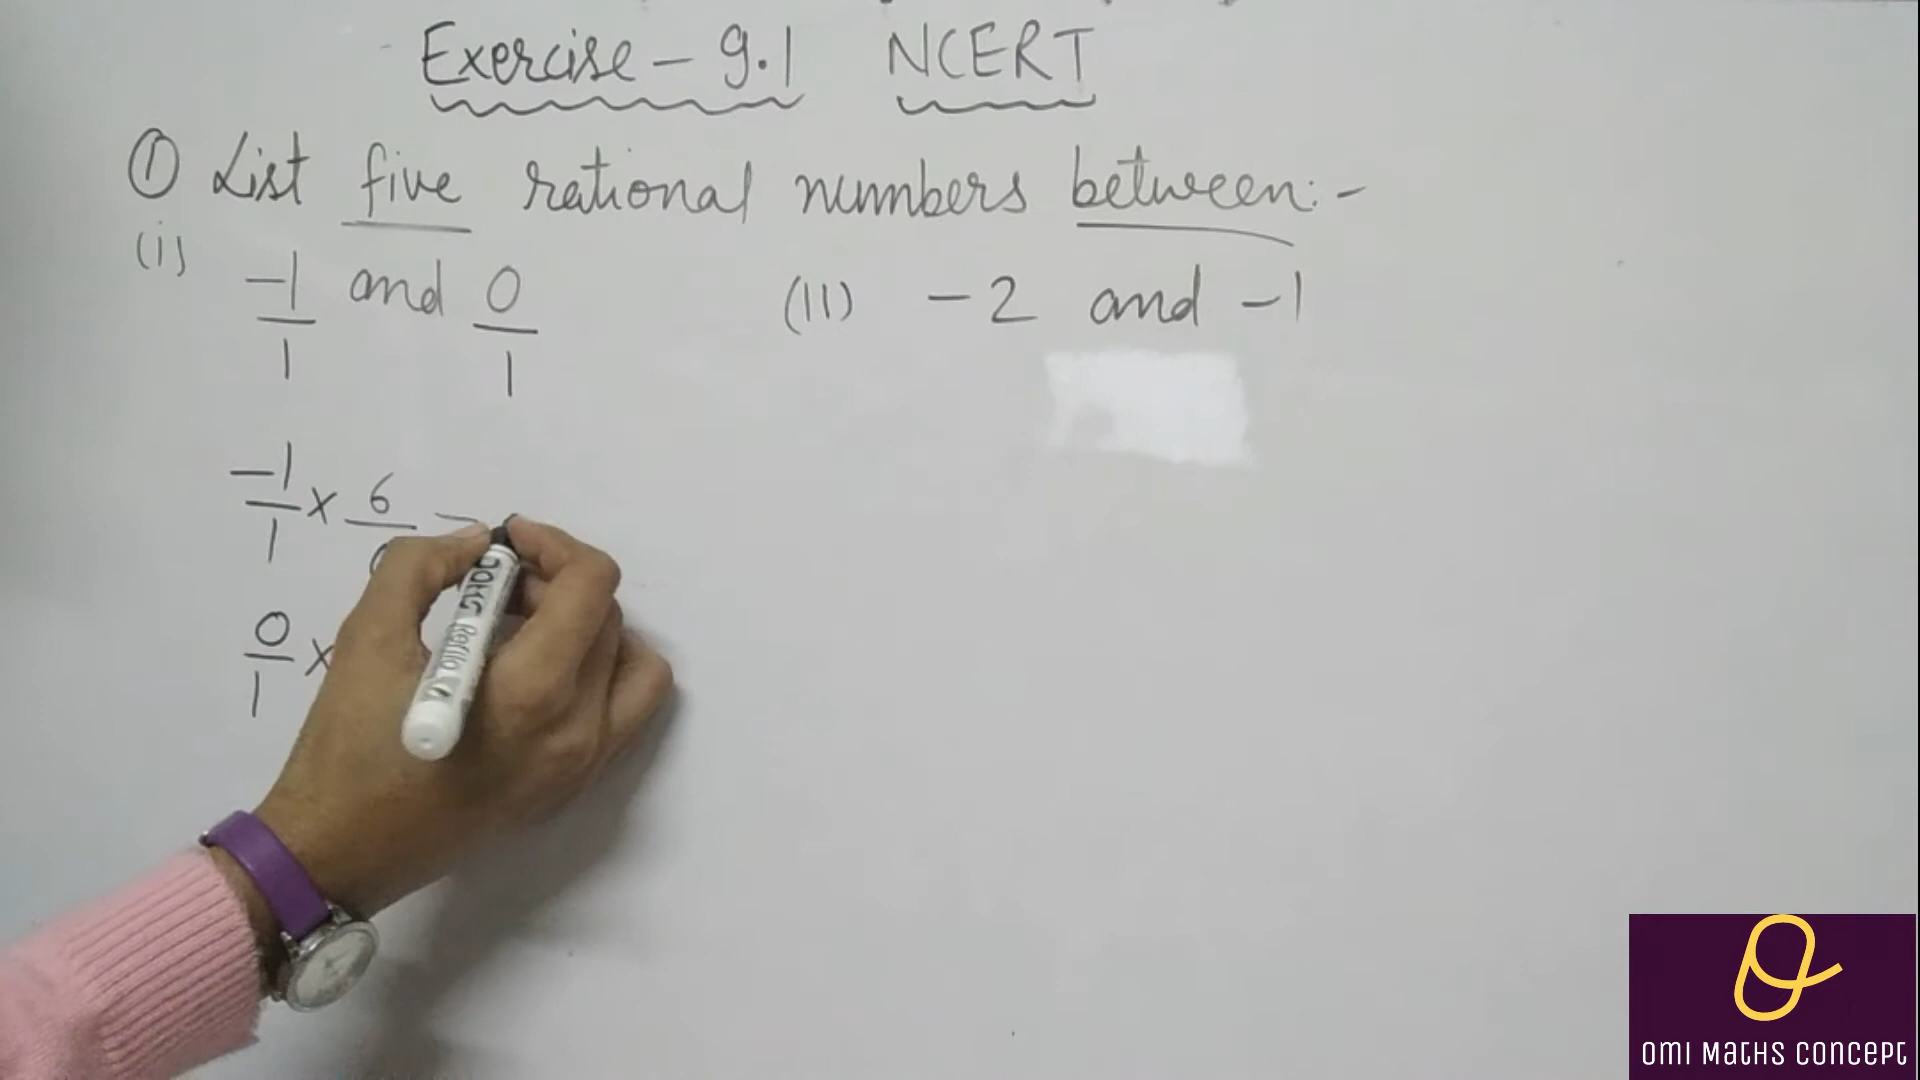 Exercise - 9.1 NCERT
① List five rational numbers between:-
(i) -1/1 and 0/1 (II) -2 and -1
-1/1 × 6/
0/1 ×
OMI MATHS CONCEPT